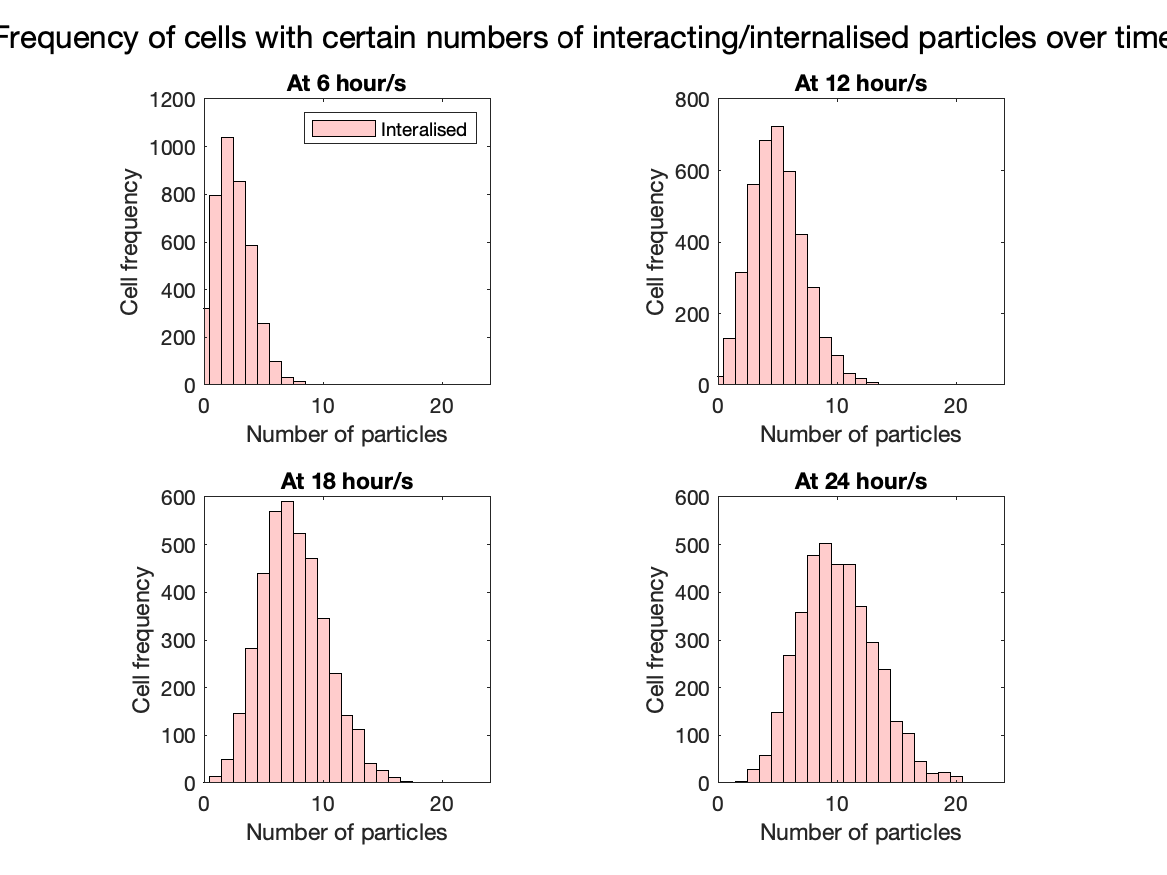 Frequency of cells with certain numbers of interacting/internalised particles over time
At 6 hour/s
1200
1000
800
600
400
200
0
Cell frequency
Interalised
0 10 20
Number of particles
At 12 hour/s
800
600
400
200
0
Cell frequency
0 10 20
Number of particles
At 18 hour/s
600
500
400
300
200
100
0
Cell frequency
0 10 20
Number of particles
At 24 hour/s
600
500
400
300
200
100
0
Cell frequency
0 10 20
Number of particles